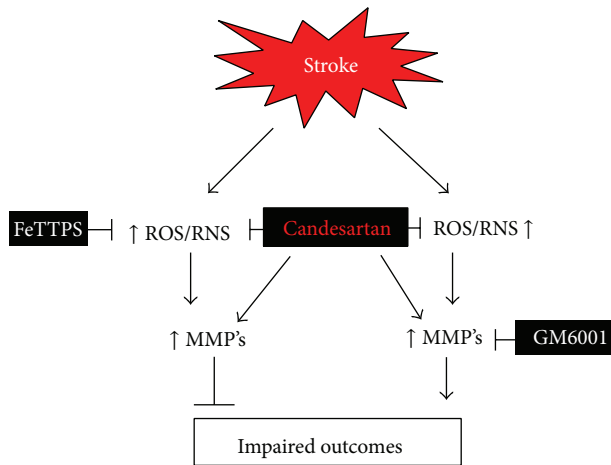 Stroke
FeTTPS
↑ ROS/RNS
Candesartan
ROS/RNS ↑
↑ MMP's
↑ MMP's
GM6001
Impaired outcomes